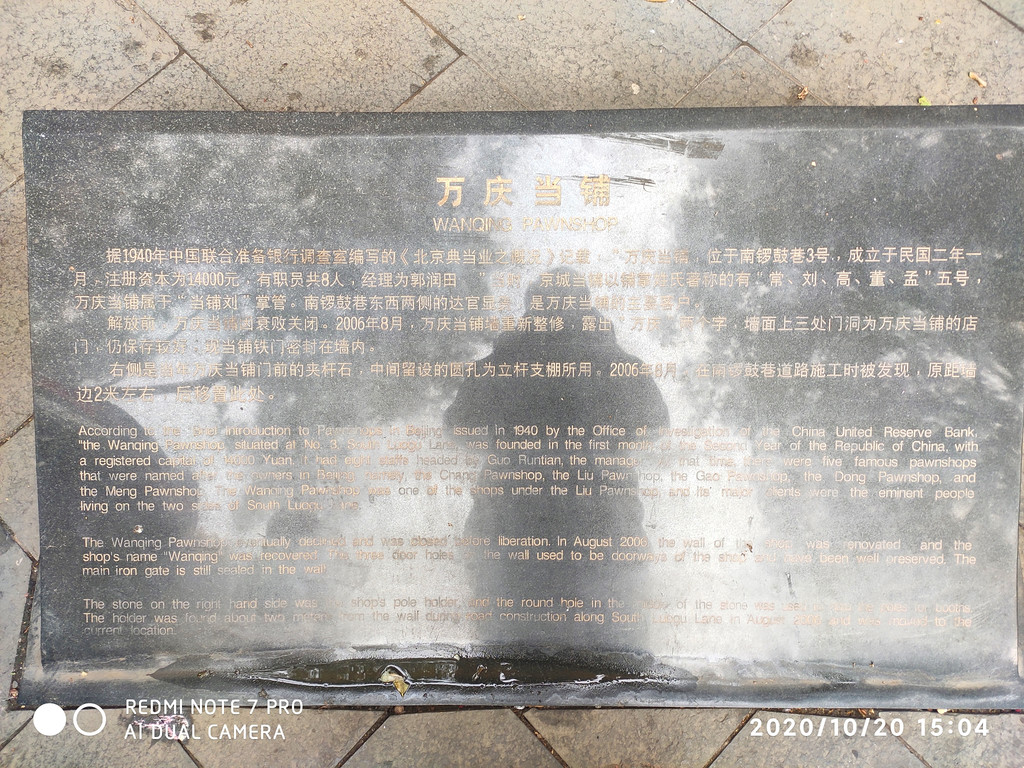 万庆当铺
WANQING PAWNSHOP
据1940年中国联合准备银行调查室编写的《北京典当业之概况》记载，“万庆当铺，位于南锣鼓巷3号，成立于民国二年一
月，注册资本为14000元，有职员共8人，经理为郭润田，”当时，京城当铺以 氏著称的有“常、刘、高、董、孟”五号，
万庆当铺属于“当铺刘”掌管。南锣鼓巷东西两侧的达官显贵，是万庆当铺的主要客户。
解放前，万庆当铺渐衰败关闭。2006年8月，万庆当铺墙重新整修，露出“万庆”两个字，墙面上三处门洞为万庆当铺的店
门，仍保存较好，现当铺铁门密封在墙内。
右侧是当年万庆当铺门前的夹杆石，中间留设的圆孔为立杆支棚所用。2006年8月，在南锣鼓巷道路施工时被发现，原距墙
边2米左右，后移置此处。
According to the Brief Introduction to Pawnshops in Beijing issued in 1940 by the Office of Investigation of the China United Reserve Bank,
"the Wanqing Pawnshop, situated at No. 3, South Luogu Lane, was founded in the first month of the Second Year of the Republic of China, with
a registered capital of 14000 Yuan. It had eight staffs headed by Guo Runtian, the manager. At that time, there were five famous pawnshops
that were named after the owners in Beijing, namely, the Chang Pawnshop, the Liu Pawnshop, the Gao Pawnshop, the Dong Pawnshop, and
the Meng Pawnshop. The Wanqing Pawnshop was one of the shops under the Liu Pawnshop, and its' major clients were the eminent people
living on the two sides of South Luogu Lane.
The Wanqing Pawnshop eventually declined and was closed before liberation. In August 2006, the wall of the shop was renovated and the
shop's name "Wanqing" was recovered. The three door holes in the wall used to be doorways of the shop and have been well preserved. The
main iron gate is still sealed in the wall.
The stone on the right hand side was the shop's pole holder, and the round hole in the middle of the stone was used booths.
The holder was found about two meters from the wall during road construction along South Luogu Lane in August 2006 and was moved to the
current location.
REDMI NOTE 7 PRO
AI DUAL CAMERA
2020/10/20 15:04